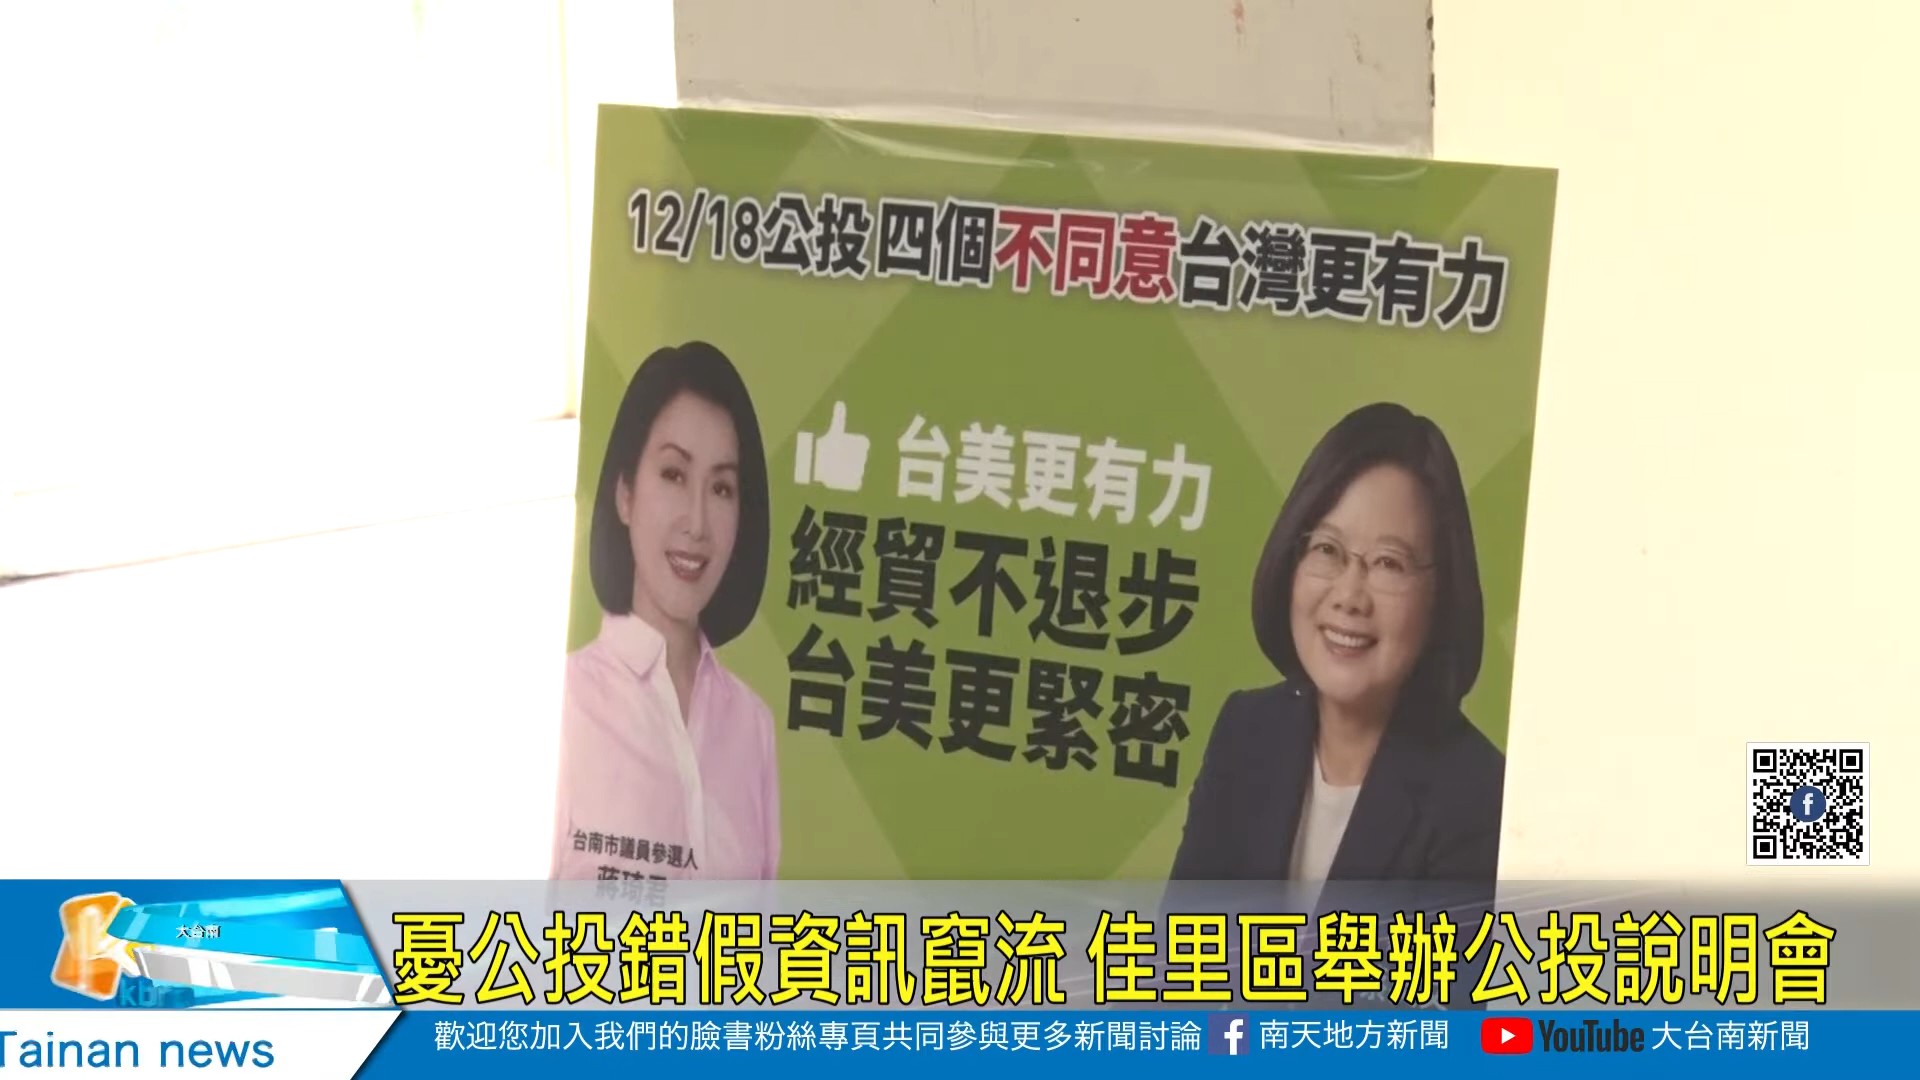 12/18公投 四個不同意台灣更有力
台美更有力
經貿不退步
台美更緊密
台南市議員參選人
蔣琦君
大台南
kbro
憂公投錯假資訊竄流 佳里區舉辦公投說明會
Tainan news
歡迎您加入我們的臉書粉絲專頁共同參與更多新聞討論 南天地方新聞 YouTube 大台南新聞